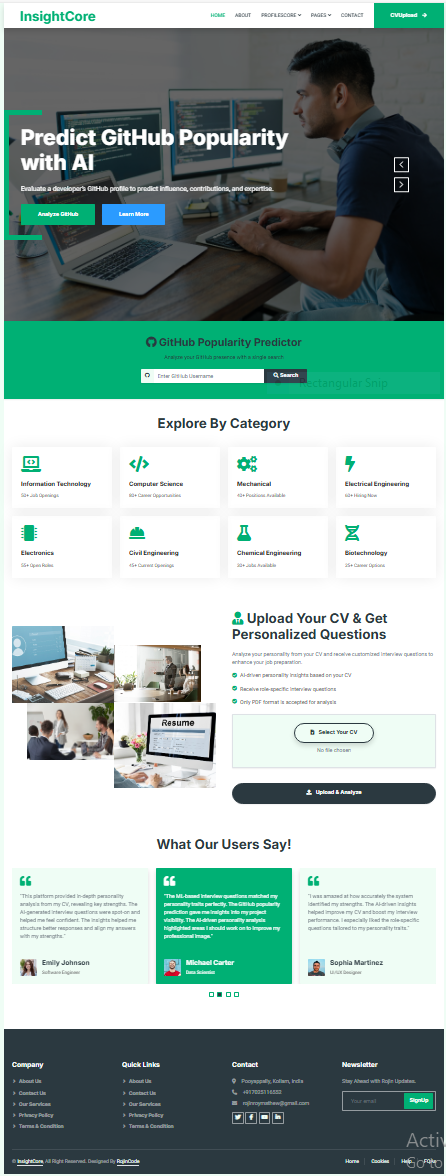 InsightCore
HOME ABOUT PROFILESCORE PAGES CONTACT CVUpload
Predict GitHub Popularity
with AI
Evaluate a developer's GitHub profile to predict influence, contributions, and expertise.
Analyze GitHub Learn More
GitHub Popularity Predictor
Analyze your GitHub presence with a single search
Enter GitHub Username Search
Rectangular Snip
Explore By Category
Information Technology Computer Science Mechanical Electrical Engineering
50+ Job Openings 80+ Career Opportunities 40+ Positions Available 60+ Hiring Now
Electronics Civil Engineering Chemical Engineering Biotechnology
55+ Open Roles 45+ Current Openings 30+ Jobs Available 25+ Career Options
Upload Your CV & Get
Personalized Questions
Analyze your personality from your CV and receive customized interview questions to
enhance your job preparation.
AI-driven personality insights based on your CV
Receive role-specific interview questions
Only PDF format is accepted for analysis
Resume
Select Your CV
No file chosen
Upload & Analyze
What Our Users Say!
"This platform provided in-depth personality
analysis from my CV, revealing key strengths. The
AI-generated interview questions were spot-on and
helped me feel confident. The insights helped me
structure better responses and align my answers
with my strengths."
Emily Johnson
Software Engineer
"The ML-based interview questions matched my
personality traits perfectly. The GitHub popularity
prediction gave me insights into my project
visibility. The AI-driven personality analysis
highlighted areas I should work on to improve my
professional image."
Michael Carter
Data Scientist
"I was amazed at how accurately the system
identified my strengths. The AI-driven insights
helped improve my CV and boost my interview
performance. I especially liked the role-specific
questions tailored to my personality traits."
Sophia Martinez
UI/UX Designer
Company Quick Links Contact Newsletter
About Us About Us Pooyappally, Kollam, India Stay Ahead with Rojin Updates.
Contact Us Contact Us
Our Services Our Services rojinroymathew@gmail.com Your email SignUp
Privacy Policy Privacy Policy
Terms & Condition Terms & Condition
© InsightCore, All Right Reserved. Designed By RojinCode Home Cookies Help FQAs
Activ
Go to